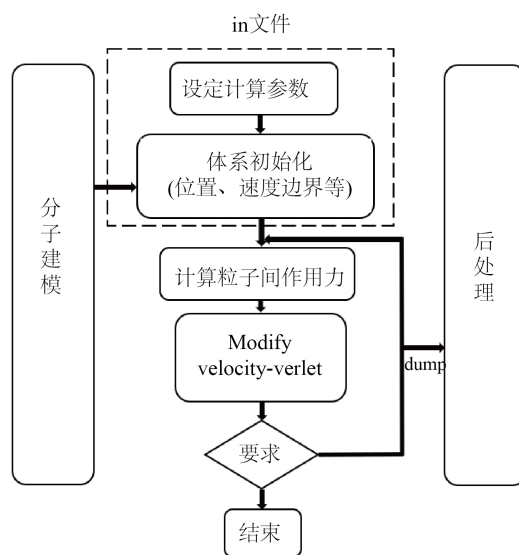 in文件
设定计算参数
体系初始化
(位置、速度边界等)
分子建模
后处理
计算粒子间作用力
Modify
velocity-verlet
dump
要求
结束